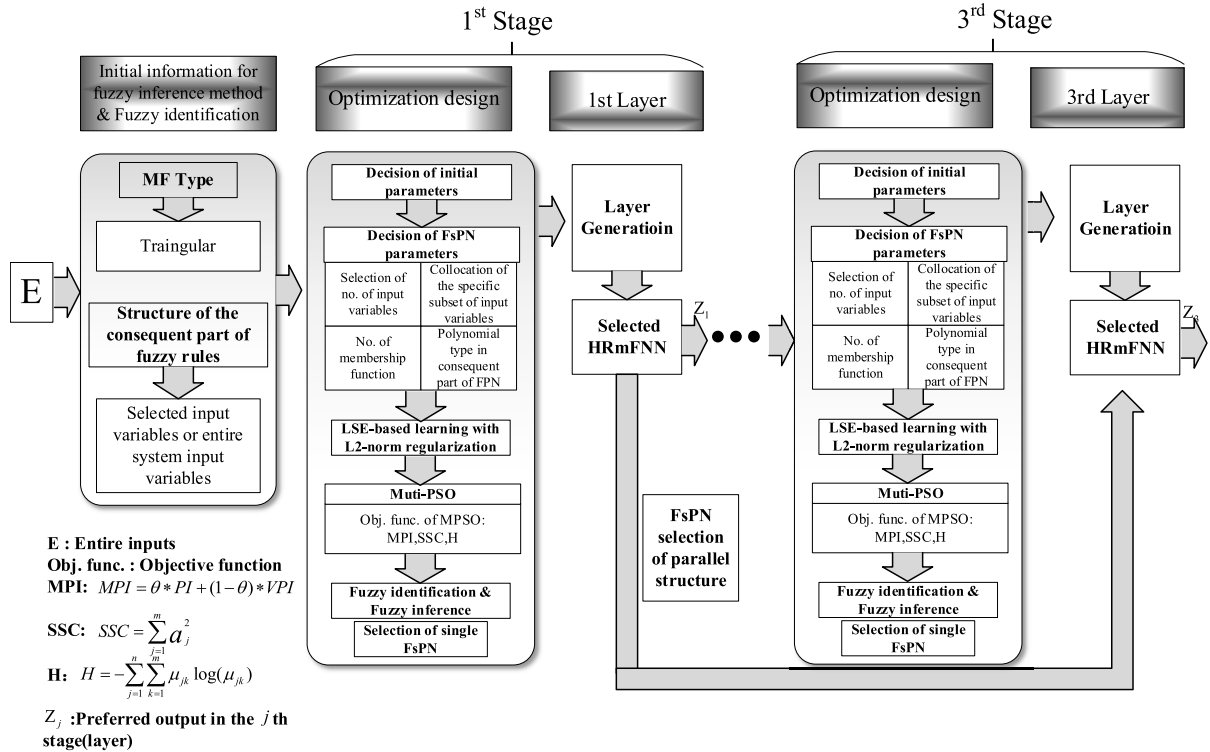 1st Stage
3rd Stage
Initial information for
fuzzy inference method
& Fuzzy identification
Optimization design
1st Layer
Optimization design
3rd Layer
E
MF Type
Traingular
Structure of the
consequent part of
fuzzy rules
Selected input
variables or entire
system input
variables
Decision of initial
parameters
Decision of FsPN
parameters
Selection of
no. of input
variables
Collocation of
the specific
subset of input
variables
No. of
membership
function
Polynomial
type in
consequent
part of FPN
LSE-based learning with
L2-norm regularization
Muti-PSO
Obj. func. of MPSO:
MPI,SSC,H
Fuzzy identification &
Fuzzy inference
Selection of single
FsPN
Layer
Generatioin
Selected
HRmFNN
Z1
FsPN
selection
of parallel
structure
Decision of initial
parameters
Decision of FsPN
parameters
Selection of
no. of input
variables
Collocation of
the specific
subset of input
variables
No. of
membership
function
Polynomial
type in
consequent
part of FPN
LSE-based learning with
L2-norm regularization
Muti-PSO
Obj. func. of MPSO:
MPI,SSC,H
Fuzzy identification &
Fuzzy inference
Selection of single
FsPN
Layer
Generatioin
Selected
HRmFNN
Z3
E : Entire inputs
Obj. func. : Objective function
MPI: MPI = θ * PI + (1−θ) * VPI
SSC: SSC = ∑_{j=1}^{m} a_j^2
H: H = −∑_{j=1}^{n} ∑_{k=1}^{m} μ_{jk} log(μ_{jk})
Z_j :Preferred output in the j th
stage(layer)